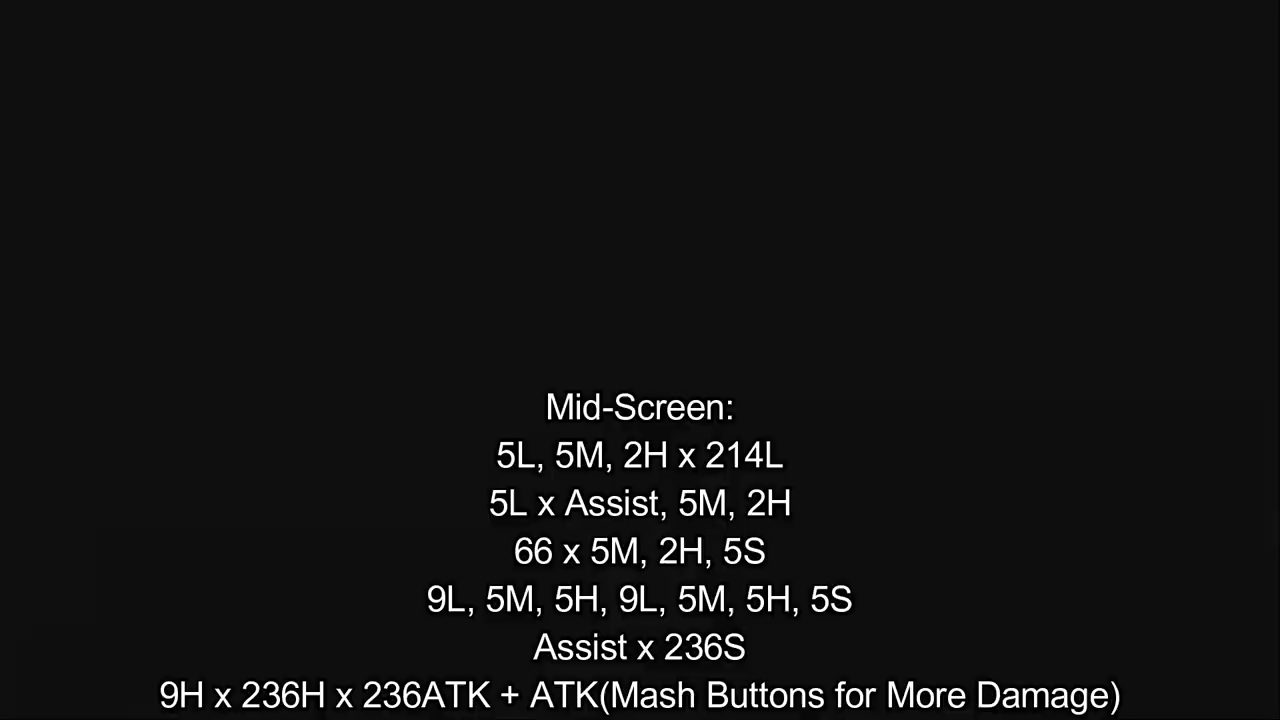 Mid-Screen:
5L, 5M, 2H x 214L
5L x Assist, 5M, 2H
66 x 5M, 2H, 5S
9L, 5M, 5H, 9L, 5M, 5H, 5S
Assist x 236S
9H x 236H x 236ATK + ATK(Mash Buttons for More Damage)